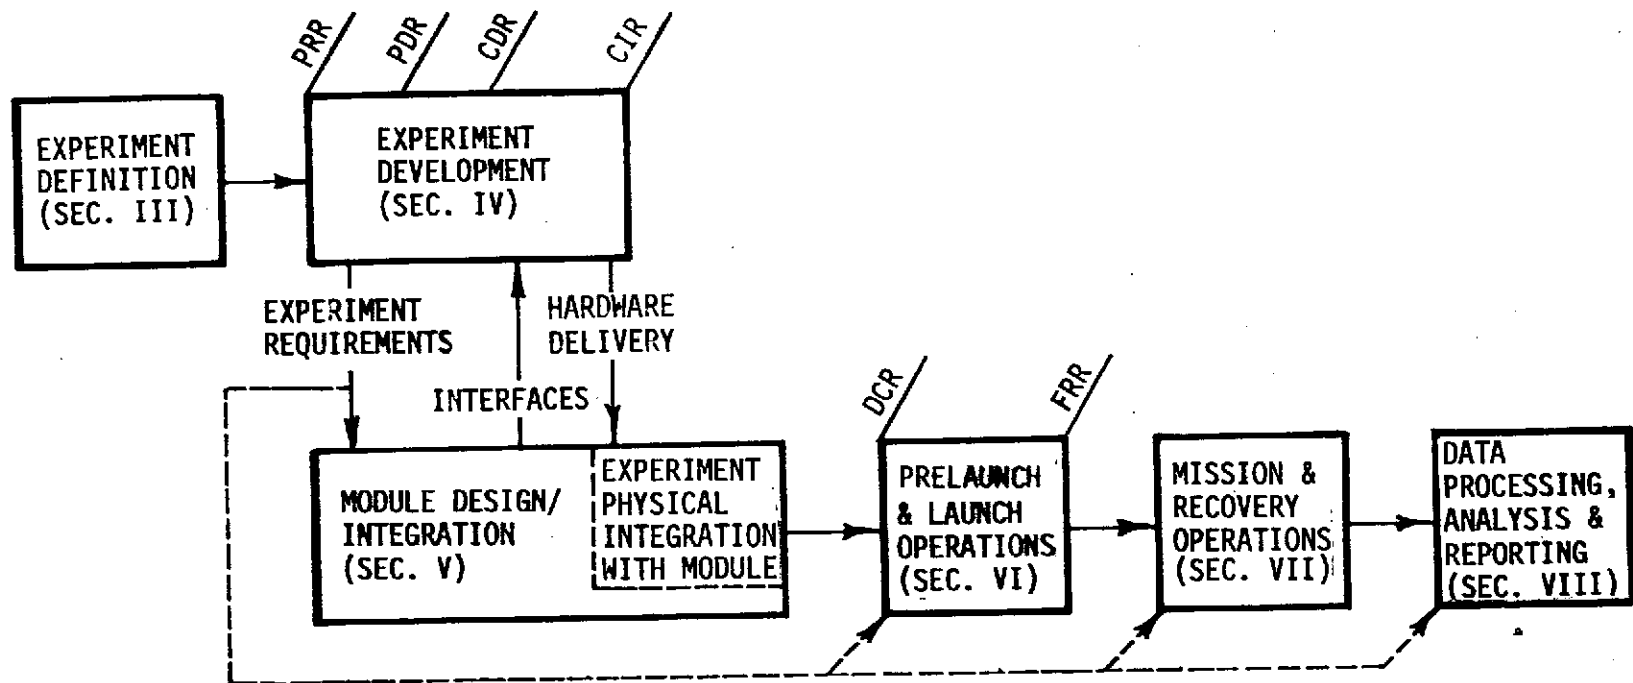 PRR
PDR
CDR
CIR
EXPERIMENT
DEFINITION
(SEC. III)
EXPERIMENT
DEVELOPMENT
(SEC. IV)
EXPERIMENT
REQUIREMENTS
HARDWARE
DELIVERY
INTERFACES
MODULE DESIGN/
INTEGRATION
(SEC. V)
EXPERIMENT
PHYSICAL
INTEGRATION
WITH MODULE
DCR
FRR
PRELAUNCH
& LAUNCH
OPERATIONS
(SEC. VI)
MISSION &
RECOVERY
OPERATIONS
(SEC. VII)
DATA
PROCESSING,
ANALYSIS &
REPORTING
(SEC. VIII)